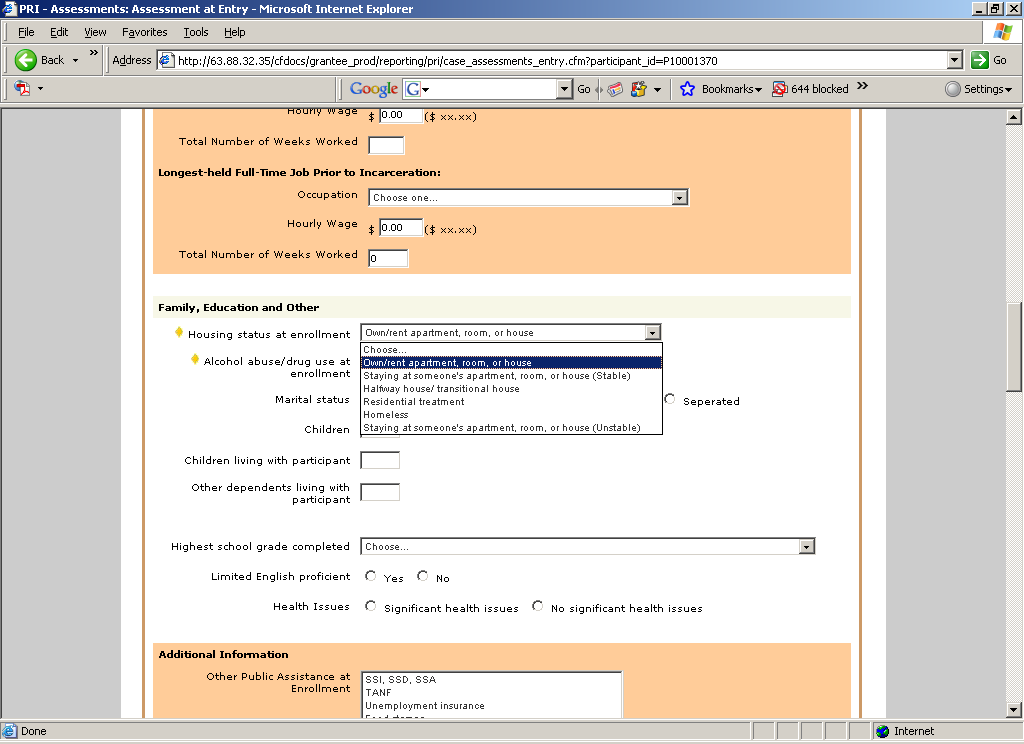 PRI - Assessments: Assessment at Entry - Microsoft Internet Explorer
File Edit View Favorites Tools Help
Back » Address http://63.88.32.35/cfdocs/grantee_prod/reporting/pri/case_assessments_entry.cfm?participant_id=P10001370 Go
Google G Go Bookmarks 644 blocked » Settings
Hourly Wage $ 0.00 ($ xx.xx)
Total Number of Weeks Worked
Longest-held Full-Time Job Prior to Incarceration:
Occupation Choose one...
Hourly Wage $ 0.00 ($ xx.xx)
Total Number of Weeks Worked 0
Family, Education and Other
Housing status at enrollment Own/rent apartment, room, or house
Choose...
Own/rent apartment, room, or house
Staying at someone's apartment, room, or house (Stable)
Halfway house/ transitional house
Residential treatment
Homeless
Staying at someone's apartment, room, or house (Unstable)
Alcohol abuse/drug use at
enrollment
Marital status Seperated
Children
Children living with participant
Other dependents living with
participant
Highest school grade completed Choose...
Limited English proficient Yes No
Health Issues Significant health issues No significant health issues
Additional Information
Other Public Assistance at
Enrollment
SSI, SSD, SSA
TANF
Unemployment insurance
Done Internet